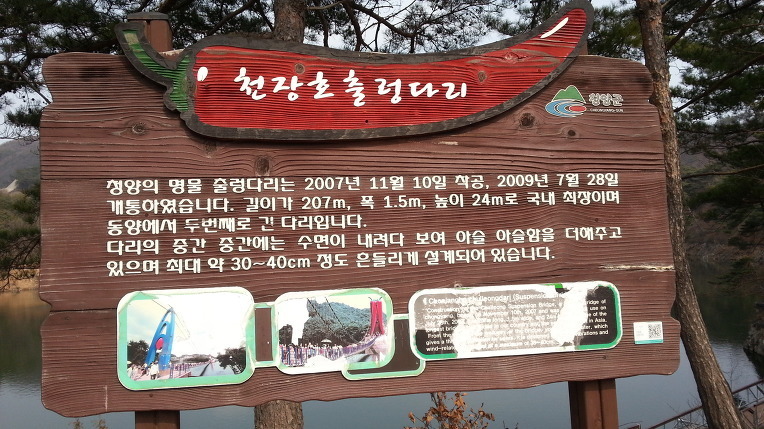 천장호출렁다리
청양군
CHEONGYANG-GUN
청양의 명물 출렁다리는 2007년 11월 10일 착공, 2009년 7월 28일
개통하였습니다. 길이가 207m, 폭 1.5m, 높이 24m로 국내 최장이며
동양에서 두번째로 긴 다리입니다.
다리의 중간 중간에는 수면이 내려다 보여 아슬 아슬함을 더해주고
있으며 최대 약 30~40cm 정도 흔들리게 설계되어 있습니다.